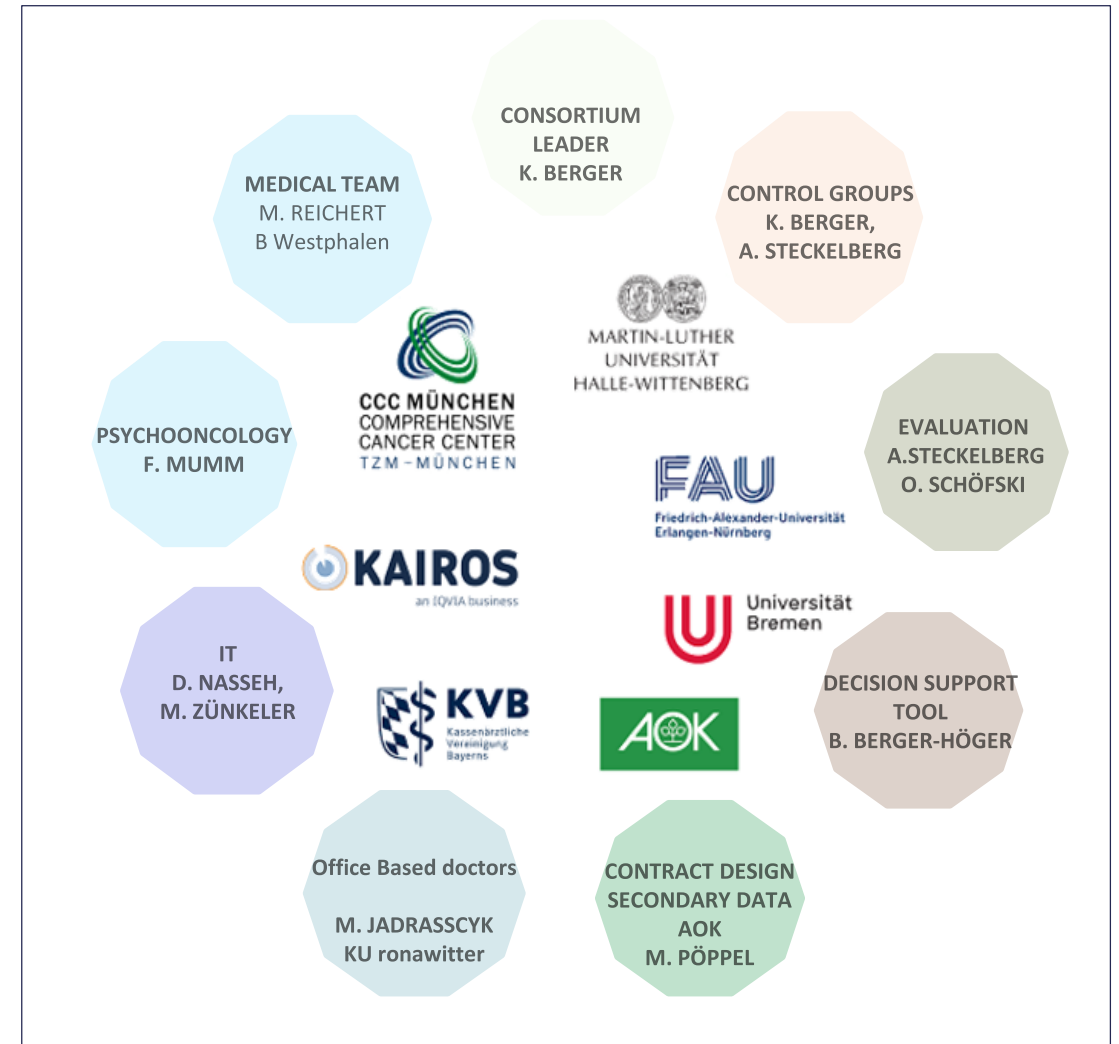 CONSORTIUM
LEADER
K. BERGER
MEDICAL TEAM
M. REICHERT
B Westphalen
CONTROL GROUPS
K. BERGER,
A. STECKELBERG
MARTIN-LUTHER
UNIVERSITÄT
HALLE-WITTENBERG
CCC MÜNCHEN
COMPREHENSIVE
CANCER CENTER
TZM – MÜNCHEN
PSYCHOONCOLOGY
F. MUMM
EVALUATION
A.STECKELBERG
O. SCHÖFSKI
FAU
Friedrich-Alexander-Universität
Erlangen-Nürnberg
KAIROS
an IQVIA business
Universität
Bremen
IT
D. NASSEH,
M. ZÜNKELER
DECISION SUPPORT
TOOL
B. BERGER-HÖGER
KVB
Kassenärztliche
Vereinigung
Bayerns
AOK
Office Based doctors
M. JADRASSCYK
KU ronawitter
CONTRACT DESIGN
SECONDARY DATA
AOK
M. PÖPPEL